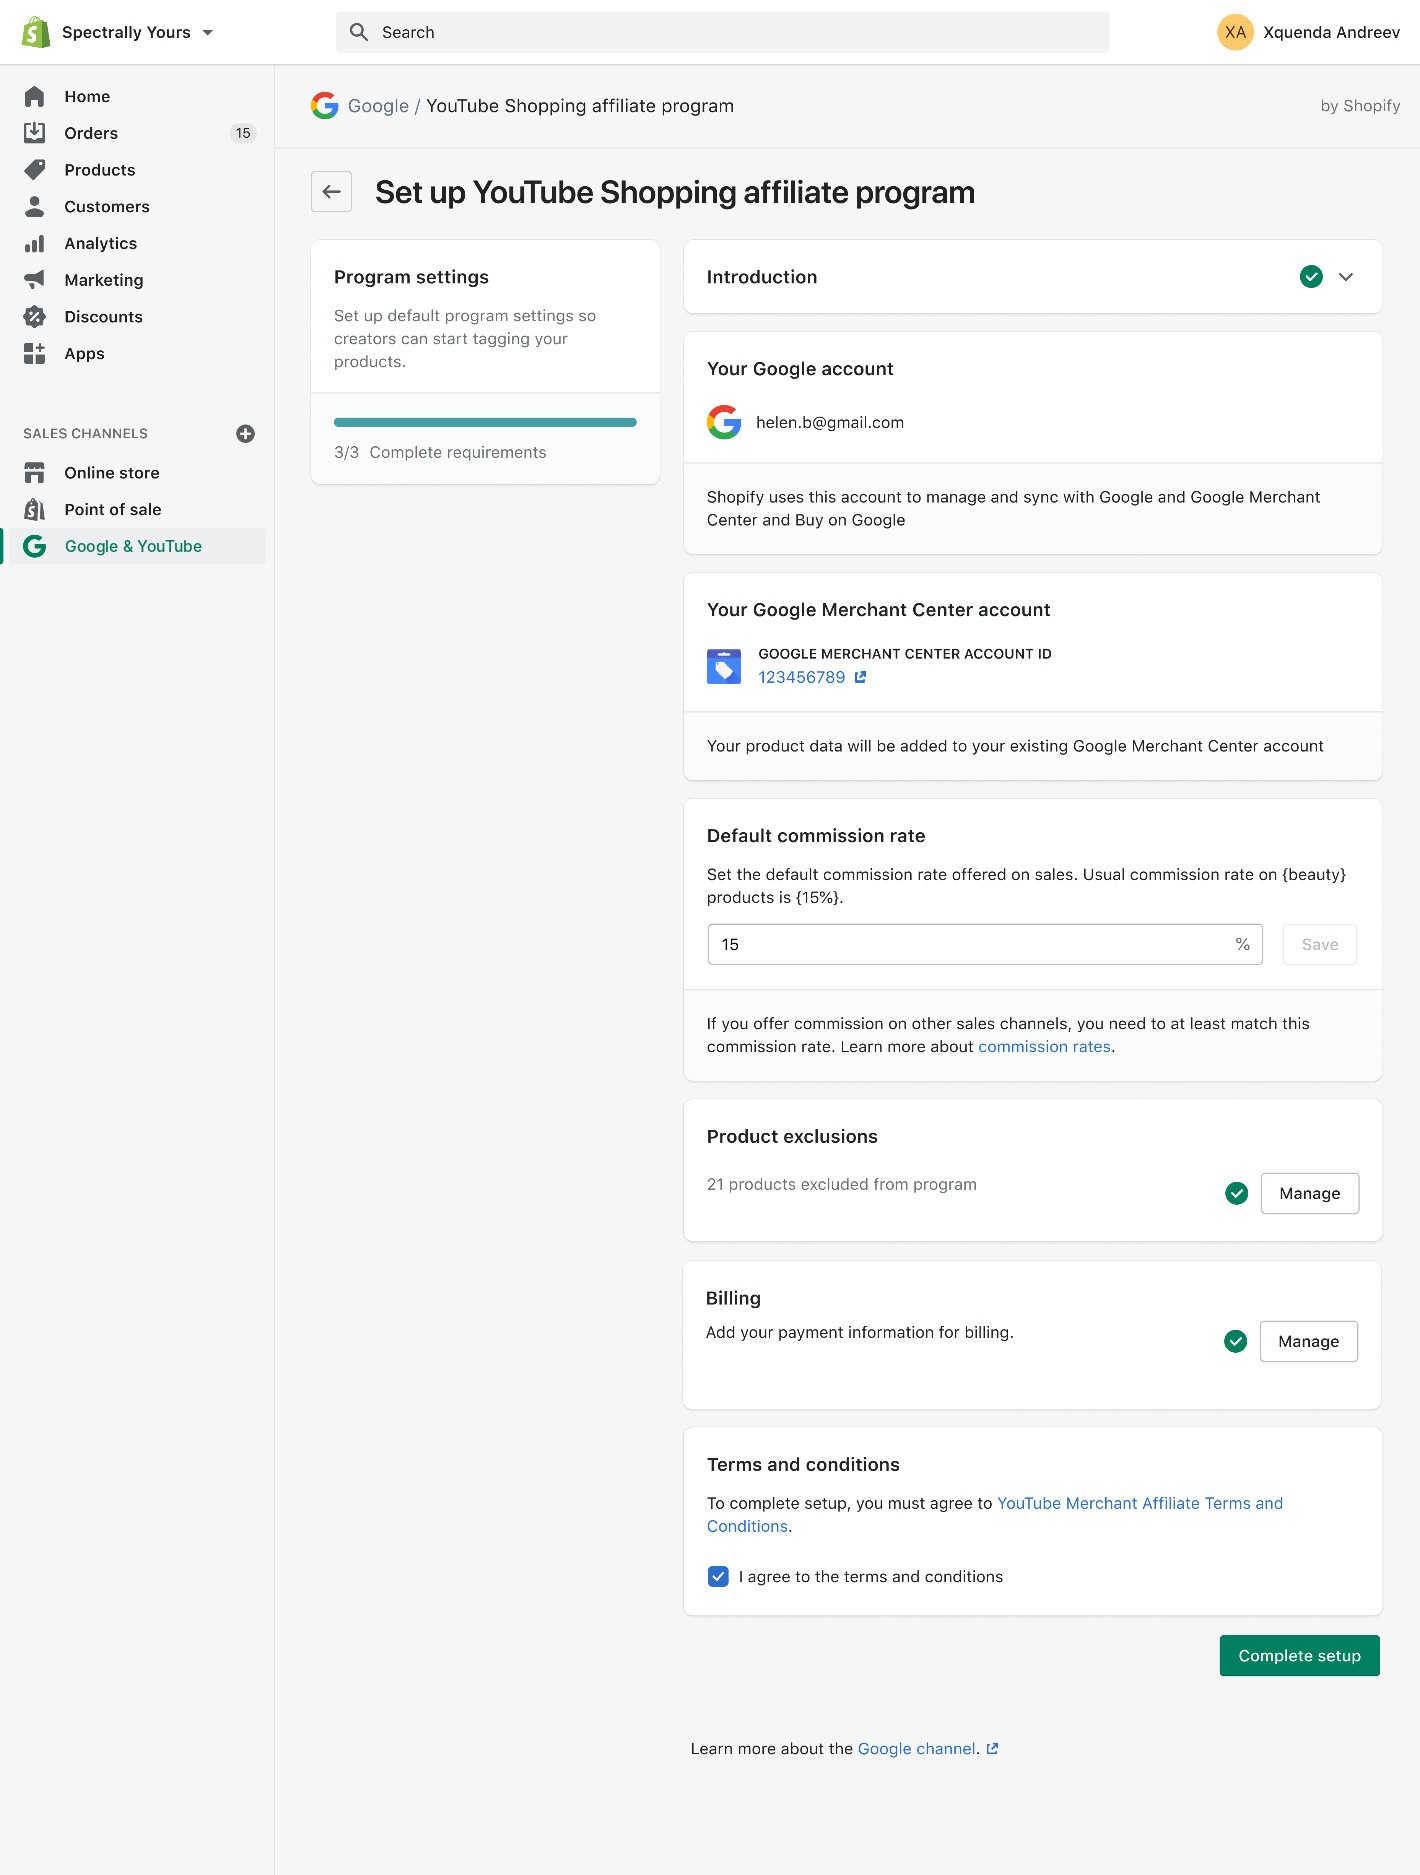 Spectrally Yours
Search
XA
Xquenda Andreev
Home
Orders
15
Products
Customers
Analytics
Marketing
Discounts
Apps
SALES CHANNELS
Online store
Point of sale
Google & YouTube
Google / YouTube Shopping affiliate program
by Shopify
Set up YouTube Shopping affiliate program
Program settings
Set up default program settings so
creators can start tagging your
products.
3/3 Complete requirements
Introduction
Your Google account
helen.b@gmail.com
Shopify uses this account to manage and sync with Google and Google Merchant
Center and Buy on Google
Your Google Merchant Center account
GOOGLE MERCHANT CENTER ACCOUNT ID
123456789
Your product data will be added to your existing Google Merchant Center account
Default commission rate
Set the default commission rate offered on sales. Usual commission rate on {beauty}
products is {15%}.
15
%
Save
If you offer commission on other sales channels, you need to at least match this
commission rate. Learn more about commission rates.
Product exclusions
21 products excluded from program
Manage
Billing
Add your payment information for billing.
Manage
Terms and conditions
To complete setup, you must agree to YouTube Merchant Affiliate Terms and
Conditions.
I agree to the terms and conditions
Complete setup
Learn more about the Google channel.